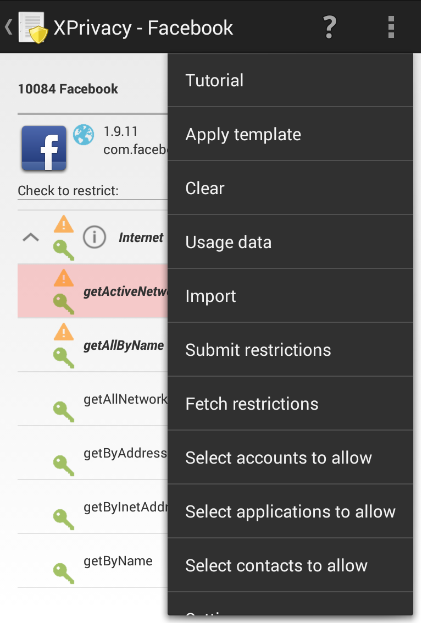 XPrivacy - Facebook
?
10084 Facebook
1.9.11
com.faceb
Check to restrict:
Internet
getActiveNetw
getAllByName
getAllNetwork
getByAddress
getByInetAddr
getByName
Tutorial
Apply template
Clear
Usage data
Import
Submit restrictions
Fetch restrictions
Select accounts to allow
Select applications to allow
Select contacts to allow